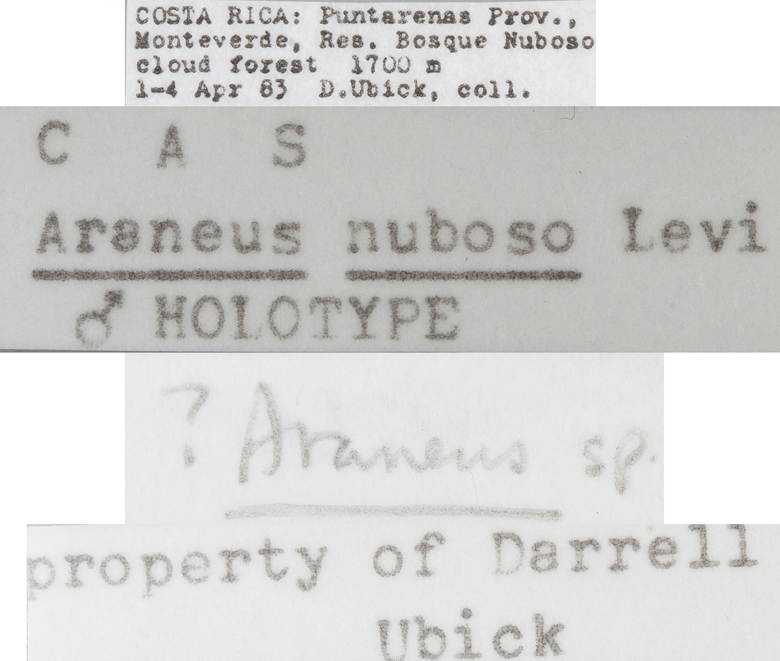 COSTA RICA: Puntarenas Prov.,
Monteverde, Res. Bosque Nuboso
cloud forest 1700 m
1-4 Apr 83 D.Ubick, coll.
C A S
Araneus nuboso Levi
♂ HOLOTYPE
? Araneus sp.
property of Darrell
Ubick